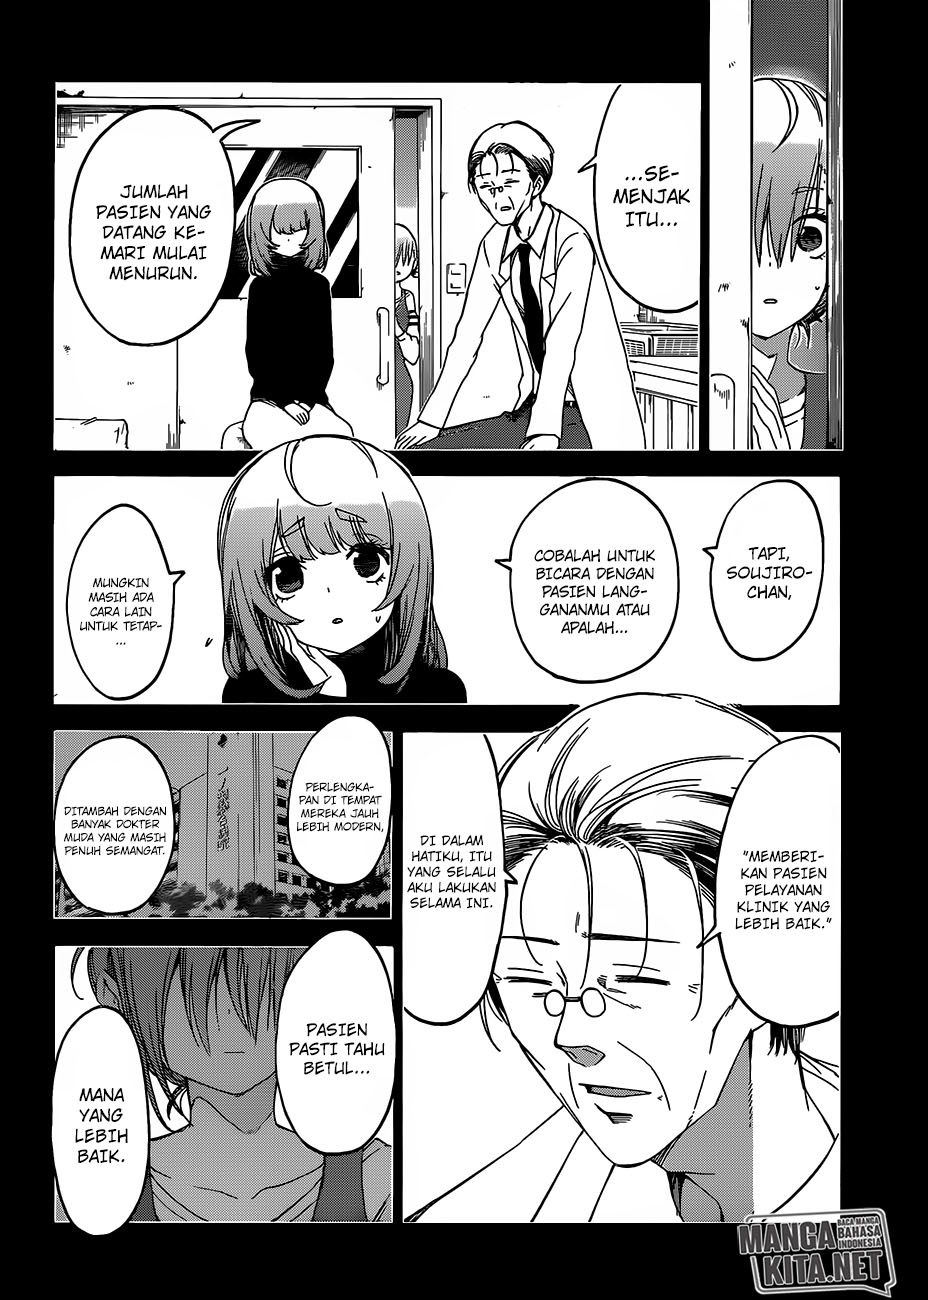 ...SE-
MENJAK
ITU...
JUMLAH
PASIEN YANG
DATANG KE-
MARI MULAI
MENURUN.
TAPI,
SOUJIRO-
CHAN,
COBALAH UNTUK
BICARA DENGAN
PASIEN LANG-
GANANMU ATAU
APALAH...
MUNGKIN
MASIH ADA
CARA LAIN
UNTUK TETAP-
...
"MEMBERI-
KAN PASIEN
PELAYANAN
KLINIK YANG
LEBIH BAIK."
DI DALAM
HATIKU, ITU
YANG SELALU
AKU LAKUKAN
SELAMA INI.
PERLENGKA-
PAN DI TEMPAT
MEREKA JAUH
LEBIH MODERN,
DITAMBAH DENGAN
BANYAK DOKTER
MUDA YANG MASIH
PENUH SEMANGAT.
PASIEN
PASTI TAHU
BETUL...
MANA
YANG
LEBIH
BAIK.
MANGA
BACA MANGA
BAHASA
INDONESIA
KITA.NET